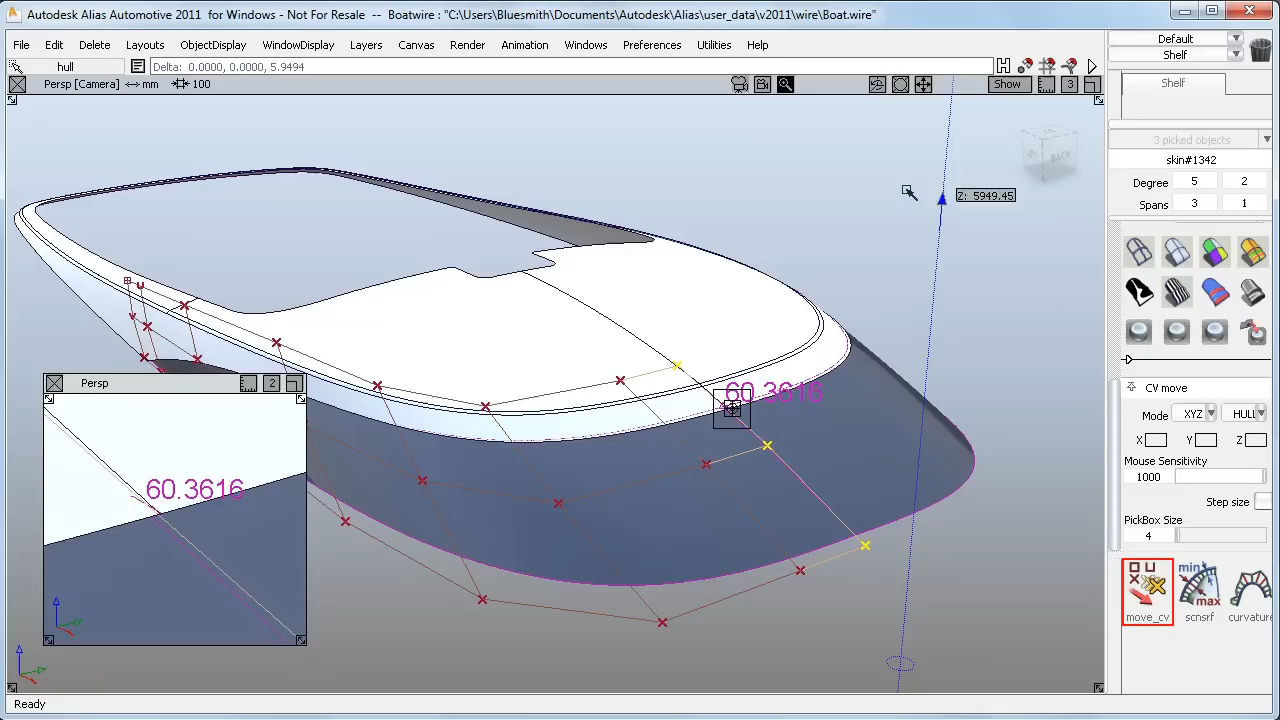 Autodesk Alias Automotive 2011 for Windows - Not For Resale -- Boatwire : "C:\Users\Bluesmith\Documents\Autodesk\Alias\user_data\v2011\wire\Boat.wire"
File Edit Delete Layouts ObjectDisplay WindowDisplay Layers Canvas Render Animation Windows Preferences Utilities Help
hull Delta: 0.0000, 0.0000, 5.9494
Persp [Camera] mm 100 Show 3
Default
Shelf
Shelf
3 picked objects
skin#1342
Degree 5 2
Spans 3 1
BACK
Z: 5949.45
60.3616
Persp 2
60.3616
CV move
Mode XYZ HULL
X Y Z
Mouse Sensitivity
1000
Step size
PickBox Size
4
min
max
move_cv scnsrf curvature
Ready